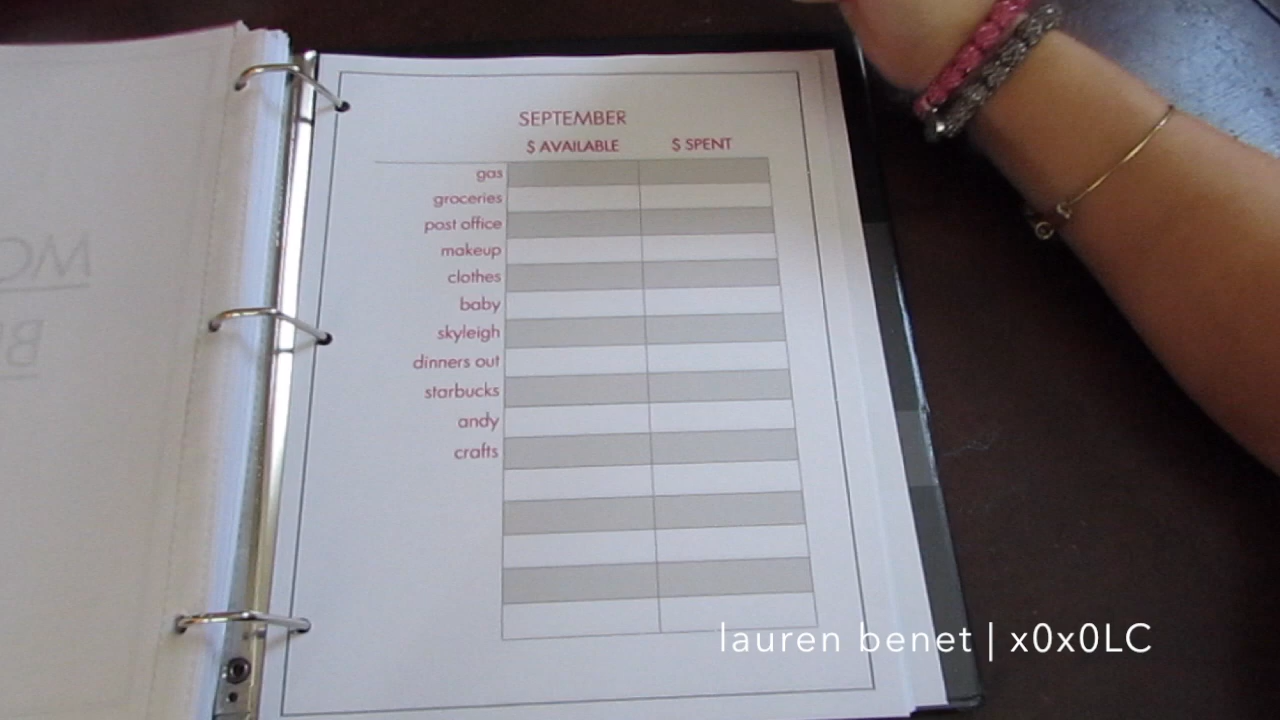 SEPTEMBER
$ AVAILABLE $ SPENT
gas
groceries
post office
makeup
clothes
baby
skyleigh
dinners out
starbucks
andy
crafts
lauren benet | x0x0LC